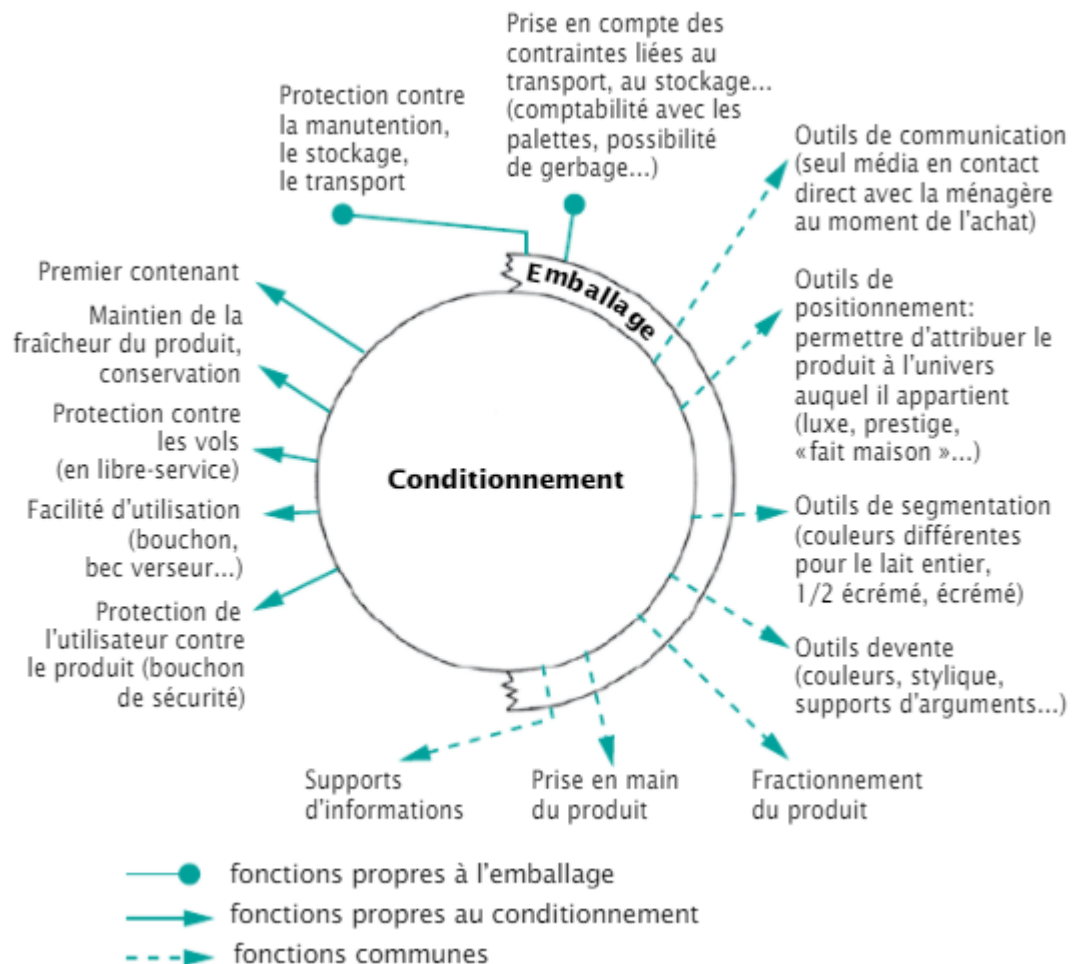 Prise en compte des
contraintes liées au
transport, au stockage...
(comptabilité avec les
palettes, possibilité
de gerbage...)
Protection contre
la manutention,
le stockage,
le transport
Outils de communication
(seul média en contact
direct avec la ménagère
au moment de l'achat)
Premier contenant
Emballage
Outils de
positionnement:
permettre d'attribuer le
produit à l'univers
auquel il appartient
(luxe, prestige,
«fait maison»...)
Maintien de la
fraîcheur du produit,
conservation
Protection contre
les vols
(en libre-service)
Conditionnement
Facilité d'utilisation
(bouchon,
bec verseur...)
Outils de segmentation
(couleurs différentes
pour le lait entier,
1/2 écrémé, écrémé)
Protection de
l'utilisateur contre
le produit (bouchon
de sécurité)
Outils devente
(couleurs, stylique,
supports d'arguments...)
Supports
d'informations
Prise en main
du produit
Fractionnement
du produit
fonctions propres à l'emballage
fonctions propres au conditionnement
fonctions communes